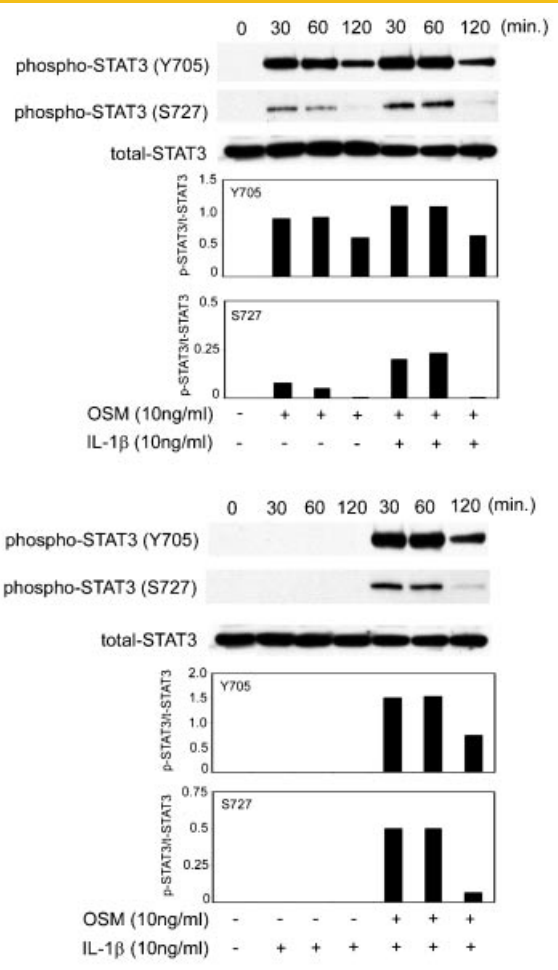 0 30 60 120 30 60 120 (min.)
phospho-STAT3 (Y705)
phospho-STAT3 (S727)
total-STAT3
p-STAT3/t-STAT3
1.5
1.0
0.5
0
Y705
p-STAT3/t-STAT3
0.5
0.25
0
S727
OSM (10ng/ml) - + + + + + +
IL-1β (10ng/ml) - - - - + + +
0 30 60 120 30 60 120 (min.)
phospho-STAT3 (Y705)
phospho-STAT3 (S727)
total-STAT3
p-STAT3/t-STAT3
2.0
1.5
1.0
0.5
0
Y705
p-STAT3/t-STAT3
0.75
0.5
0.25
0
S727
OSM (10ng/ml) - - - - + + +
IL-1β (10ng/ml) - + + + + + +